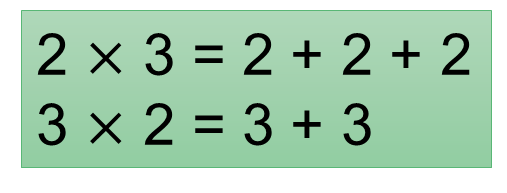 2 × 3 = 2 + 2 + 2
3 × 2 = 3 + 3